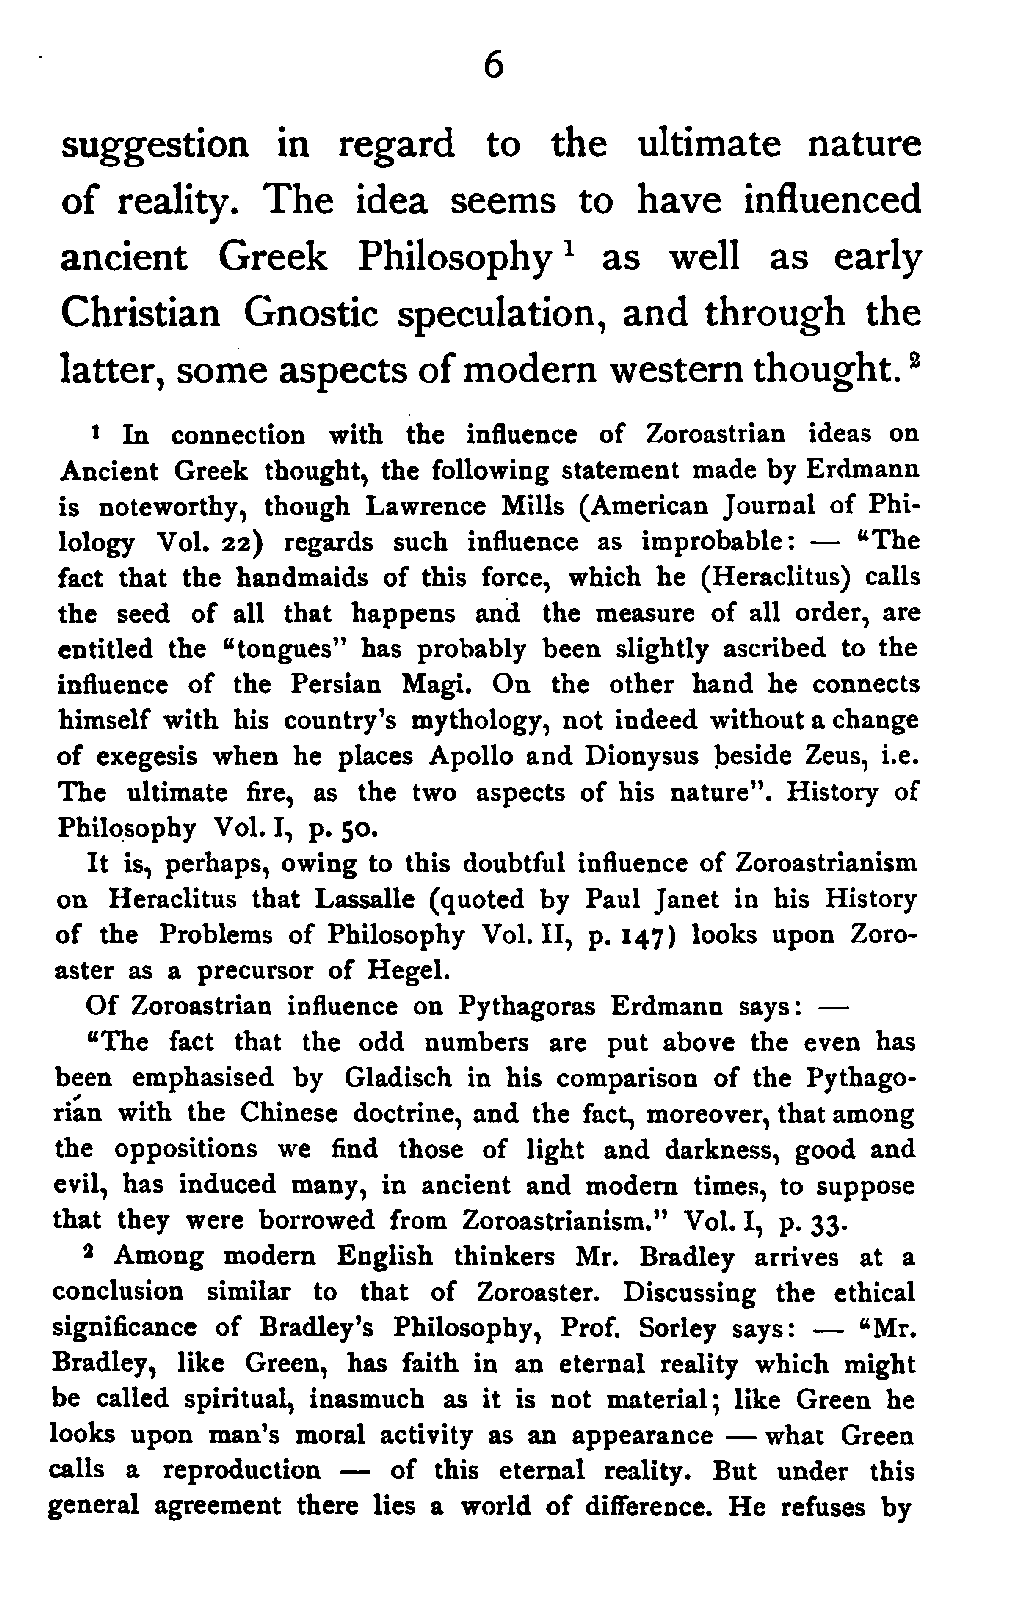 6
suggestion in regard to the ultimate nature
of reality. The idea seems to have influenced
ancient Greek Philosophy ¹ as well as early
Christian Gnostic speculation, and through the
latter, some aspects of modern western thought. ²
¹ In connection with the influence of Zoroastrian ideas on
Ancient Greek thought, the following statement made by Erdmann
is noteworthy, though Lawrence Mills (American Journal of Phi-
lology Vol. 22) regards such influence as improbable: — “The
fact that the handmaids of this force, which he (Heraclitus) calls
the seed of all that happens and the measure of all order, are
entitled the “tongues” has probably been slightly ascribed to the
influence of the Persian Magi. On the other hand he connects
himself with his country's mythology, not indeed without a change
of exegesis when he places Apollo and Dionysus beside Zeus, i.e.
The ultimate fire, as the two aspects of his nature”. History of
Philosophy Vol. I, p. 50.
It is, perhaps, owing to this doubtful influence of Zoroastrianism
on Heraclitus that Lassalle (quoted by Paul Janet in his History
of the Problems of Philosophy Vol. II, p. 147) looks upon Zoro-
aster as a precursor of Hegel.
Of Zoroastrian influence on Pythagoras Erdmann says: —
“The fact that the odd numbers are put above the even has
been emphasised by Gladisch in his comparison of the Pythago-
rian with the Chinese doctrine, and the fact, moreover, that among
the oppositions we find those of light and darkness, good and
evil, has induced many, in ancient and modern times, to suppose
that they were borrowed from Zoroastrianism.” Vol. I, p. 33.
² Among modern English thinkers Mr. Bradley arrives at a
conclusion similar to that of Zoroaster. Discussing the ethical
significance of Bradley's Philosophy, Prof. Sorley says: — “Mr.
Bradley, like Green, has faith in an eternal reality which might
be called spiritual, inasmuch as it is not material; like Green he
looks upon man's moral activity as an appearance — what Green
calls a reproduction — of this eternal reality. But under this
general agreement there lies a world of difference. He refuses by